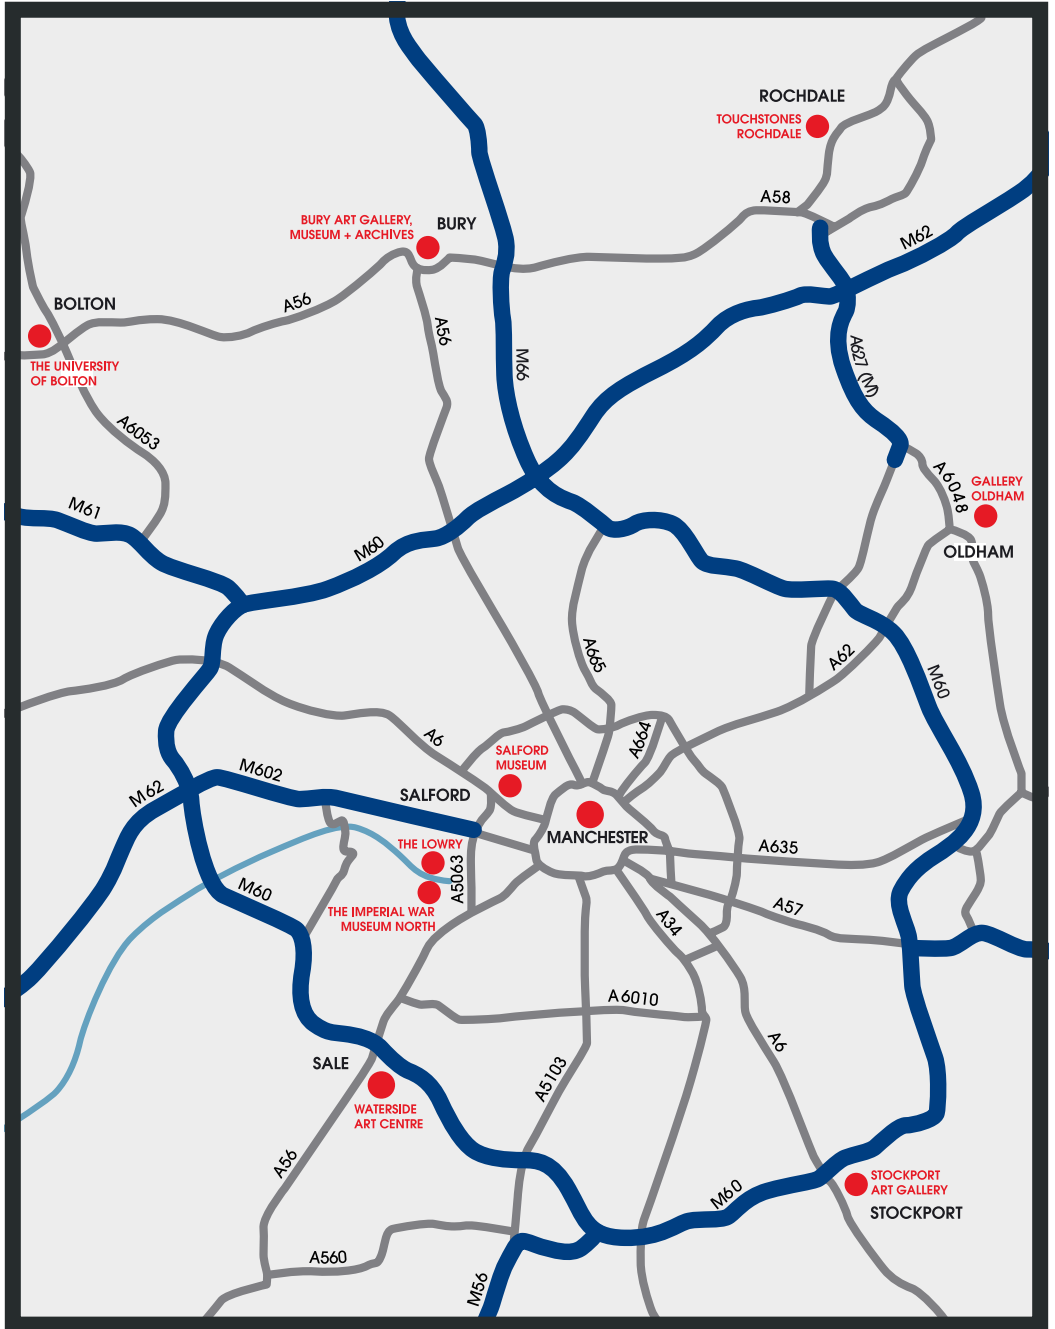 ROCHDALE
TOUCHSTONES
ROCHDALE
A58
BURY ART GALLERY,
MUSEUM + ARCHIVES
BURY
M62
BOLTON
A56
A56
M66
A627 (M)
THE UNIVERSITY
OF BOLTON
A6053
A6048
GALLERY
OLDHAM
OLDHAM
M61
M60
A665
A62
M60
A6
A664
SALFORD
MUSEUM
M602
M62
SALFORD
MANCHESTER
THE LOWRY
A635
A5063
M60
THE IMPERIAL WAR
MUSEUM NORTH
A34
A57
A6010
A6
SALE
A5103
WATERSIDE
ART CENTRE
A56
STOCKPORT
ART GALLERY
M60
STOCKPORT
A560
M56